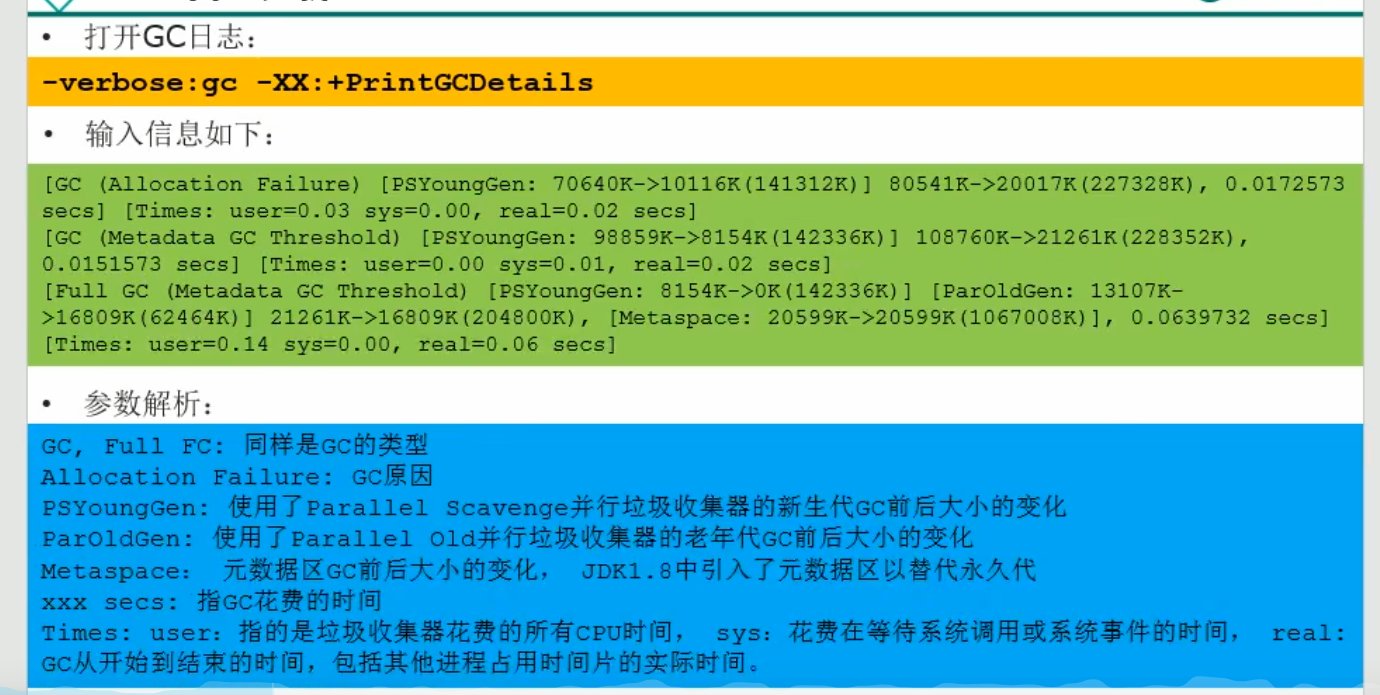 • 打开GC日志：
-verbose:gc -XX:+PrintGCDetails
• 输入信息如下：
[GC (Allocation Failure) [PSYoungGen: 70640K->10116K(141312K)] 80541K->20017K(227328K), 0.0172573
secs] [Times: user=0.03 sys=0.00, real=0.02 secs]
[GC (Metadata GC Threshold) [PSYoungGen: 98859K->8154K(142336K)] 108760K->21261K(228352K),
0.0151573 secs] [Times: user=0.00 sys=0.01, real=0.02 secs]
[Full GC (Metadata GC Threshold) [PSYoungGen: 8154K->0K(142336K)] [ParOldGen: 13107K-
>16809K(62464K)] 21261K->16809K(204800K), [Metaspace: 20599K->20599K(1067008K)], 0.0639732 secs]
[Times: user=0.14 sys=0.00, real=0.06 secs]
• 参数解析：
GC, Full FC: 同样是GC的类型
Allocation Failure: GC原因
PSYoungGen: 使用了Parallel Scavenge并行垃圾收集器的新生代GC前后大小的变化
ParOldGen: 使用了Parallel Old并行垃圾收集器的老年代GC前后大小的变化
Metaspace： 元数据区GC前后大小的变化， JDK1.8中引入了元数据区以替代永久代
xxx secs: 指GC花费的时间
Times: user：指的是垃圾收集器花费的所有CPU时间， sys：花费在等待系统调用或系统事件的时间， real:
GC从开始到结束的时间，包括其他进程占用时间片的实际时间。